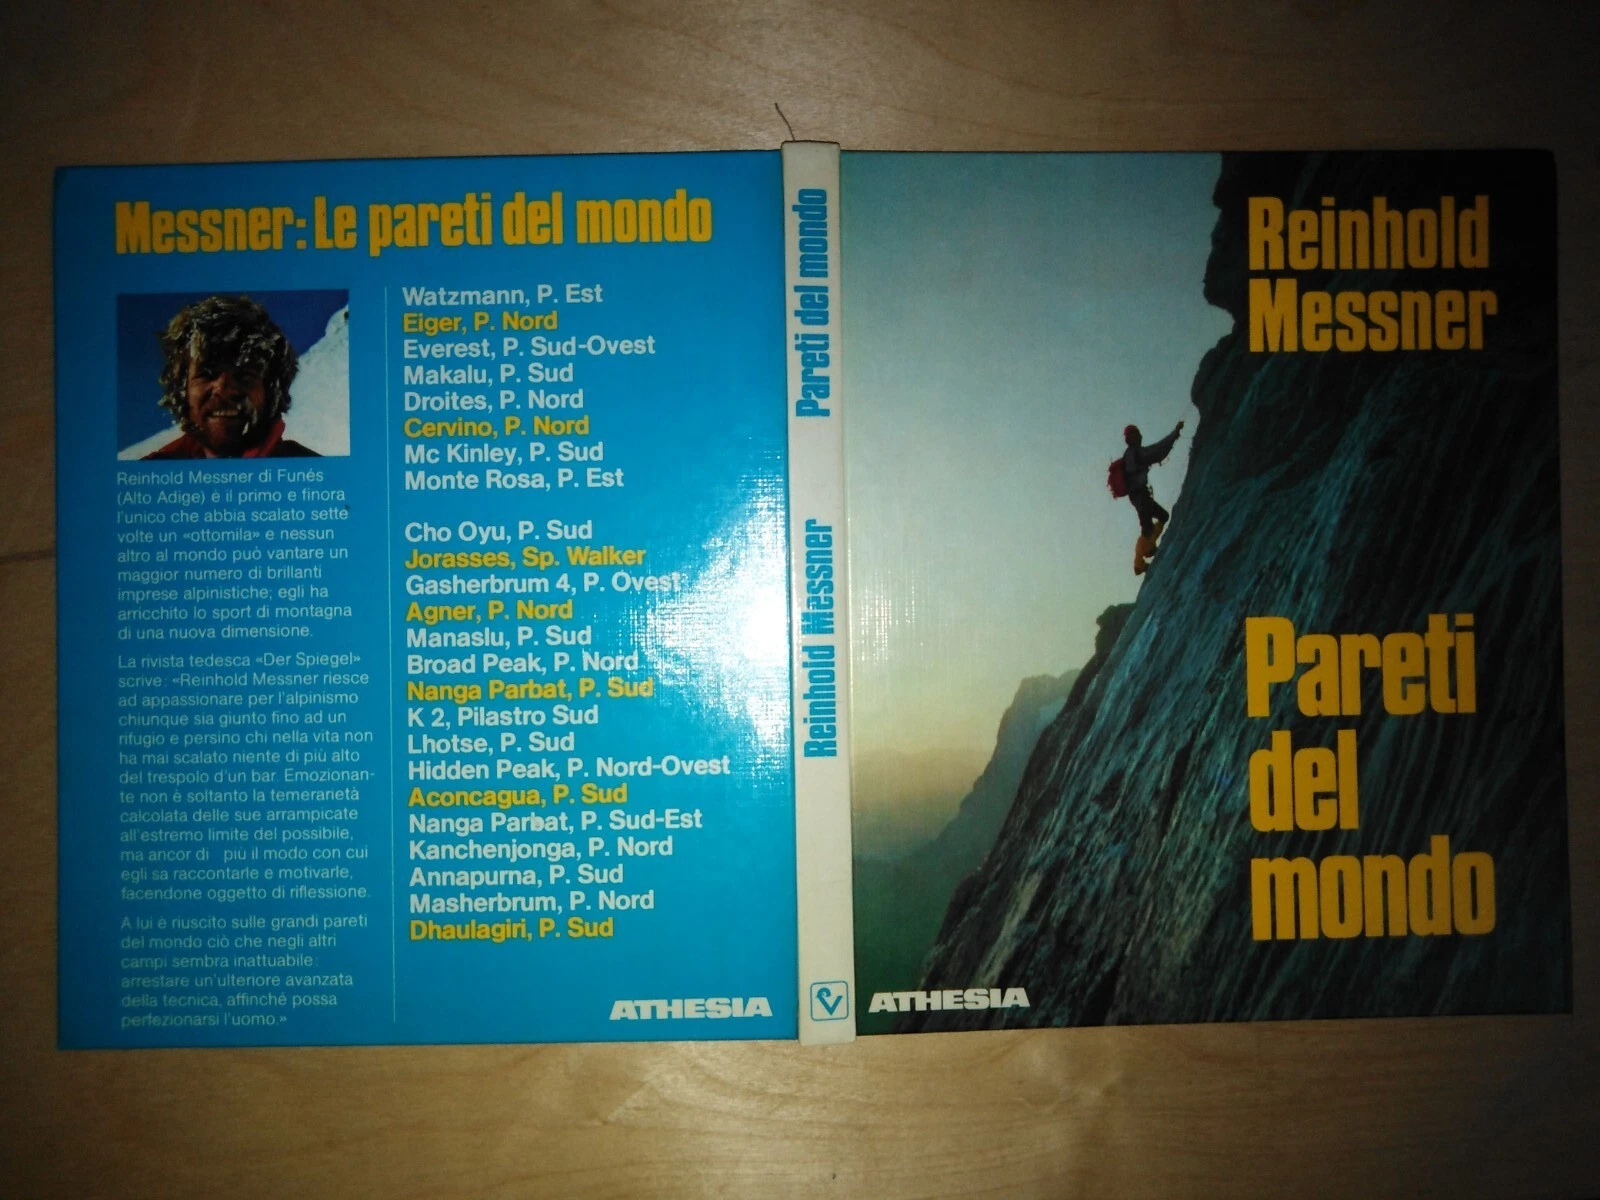 Messner: Le pareti del mondo
Reinhold Messner di Funés
(Alto Adige) è il primo e finora
l'unico che abbia scalato sette
volte un «ottomila» e nessun
altro al mondo può vantare un
maggior numero di brillanti
imprese alpinistiche; egli ha
arricchito lo sport di montagna
di una nuova dimensione.
La rivista tedesca «Der Spiegel»
scrive: «Reinhold Messner riesce
ad appassionare per l'alpinismo
chiunque sia giunto fino ad un
rifugio e persino chi nella vita non
ha mai scalato niente di più alto
del trespolo d'un bar. Emozionan-
te non è soltanto la temerarietà
calcolata delle sue arrampicate
all'estremo limite del possibile,
ma ancor di più il modo con cui
egli sa raccontarle e motivarle,
facendone oggetto di riflessione.
A lui è riuscito sulle grandi pareti
del mondo ciò che negli altri
campi sembra inattuabile:
arrestare un'ulteriore avanzata
della tecnica, affinché possa
perfezionarsi l'uomo.»
Watzmann, P. Est
Eiger, P. Nord
Everest, P. Sud-Ovest
Makalu, P. Sud
Droites, P. Nord
Cervino, P. Nord
Mc Kinley, P. Sud
Monte Rosa, P. Est
Cho Oyu, P. Sud
Jorasses, Sp. Walker
Gasherbrum 4, P. Ovest
Agner, P. Nord
Manaslu, P. Sud
Broad Peak, P. Nord
Nanga Parbat, P. Sud
K 2, Pilastro Sud
Lhotse, P. Sud
Hidden Peak, P. Nord-Ovest
Aconcagua, P. Sud
Nanga Parbat, P. Sud-Est
Kanchenjonga, P. Nord
Annapurna, P. Sud
Masherbrum, P. Nord
Dhaulagiri, P. Sud
ATHESIA
Reinhold Messner Pareti del mondo
Reinhold
Messner
Pareti
del
mondo
ATHESIA